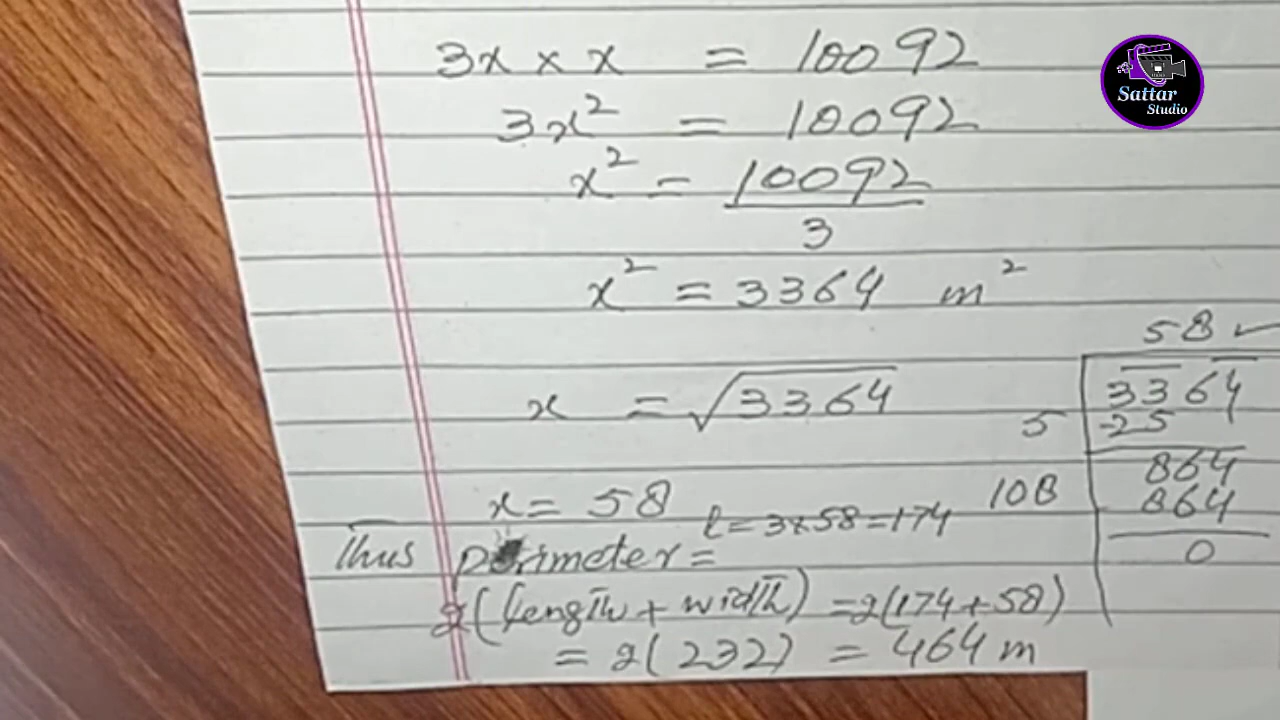 3x × x = 10092
3x² = 10092
x² = 10092/3
x² = 3364 m²
x = √3364
x = 58
l = 3×58 = 174
Thus Perimeter =
2(Length + width) = 2(174 + 58)
= 2(232) = 464 m
58 ✓
5 3364
-25
864
108 864
0
Sattar
Studio